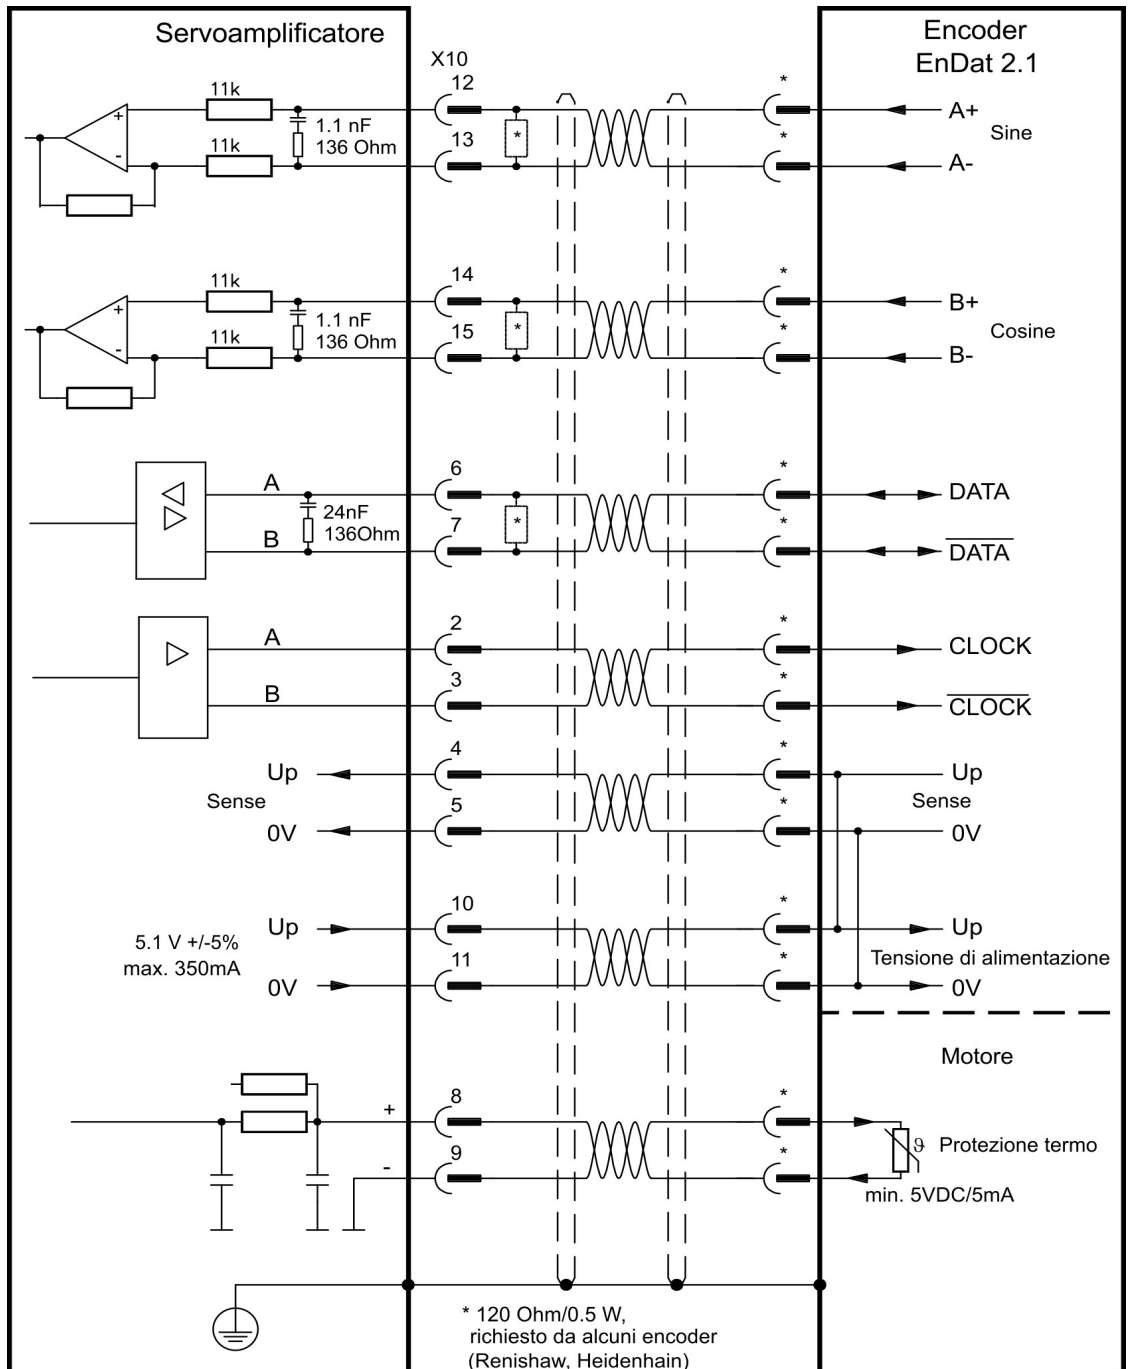 Servoamplificatore
Encoder
EnDat 2.1
X10
11k
12
*
A+
+
1.1 nF
*
Sine
136 Ohm
-
11k
13
*
A-
11k
14
*
B+
+
1.1 nF
*
Cosine
136 Ohm
-
11k
15
*
B-
A
6
*
DATA
24nF
*
136Ohm
B
7
*
DATA
A
2
*
CLOCK
B
3
*
CLOCK
Up
4
*
Up
Sense
Sense
0V
5
*
0V
Up
10
*
Up
5.1 V +/-5%
max. 350mA
Tensione di alimentazione
0V
11
*
0V
Motore
+
8
*
ϑ Protezione termo
-
9
*
min. 5VDC/5mA
* 120 Ohm/0.5 W,
richiesto da alcuni encoder
(Renishaw, Heidenhain)